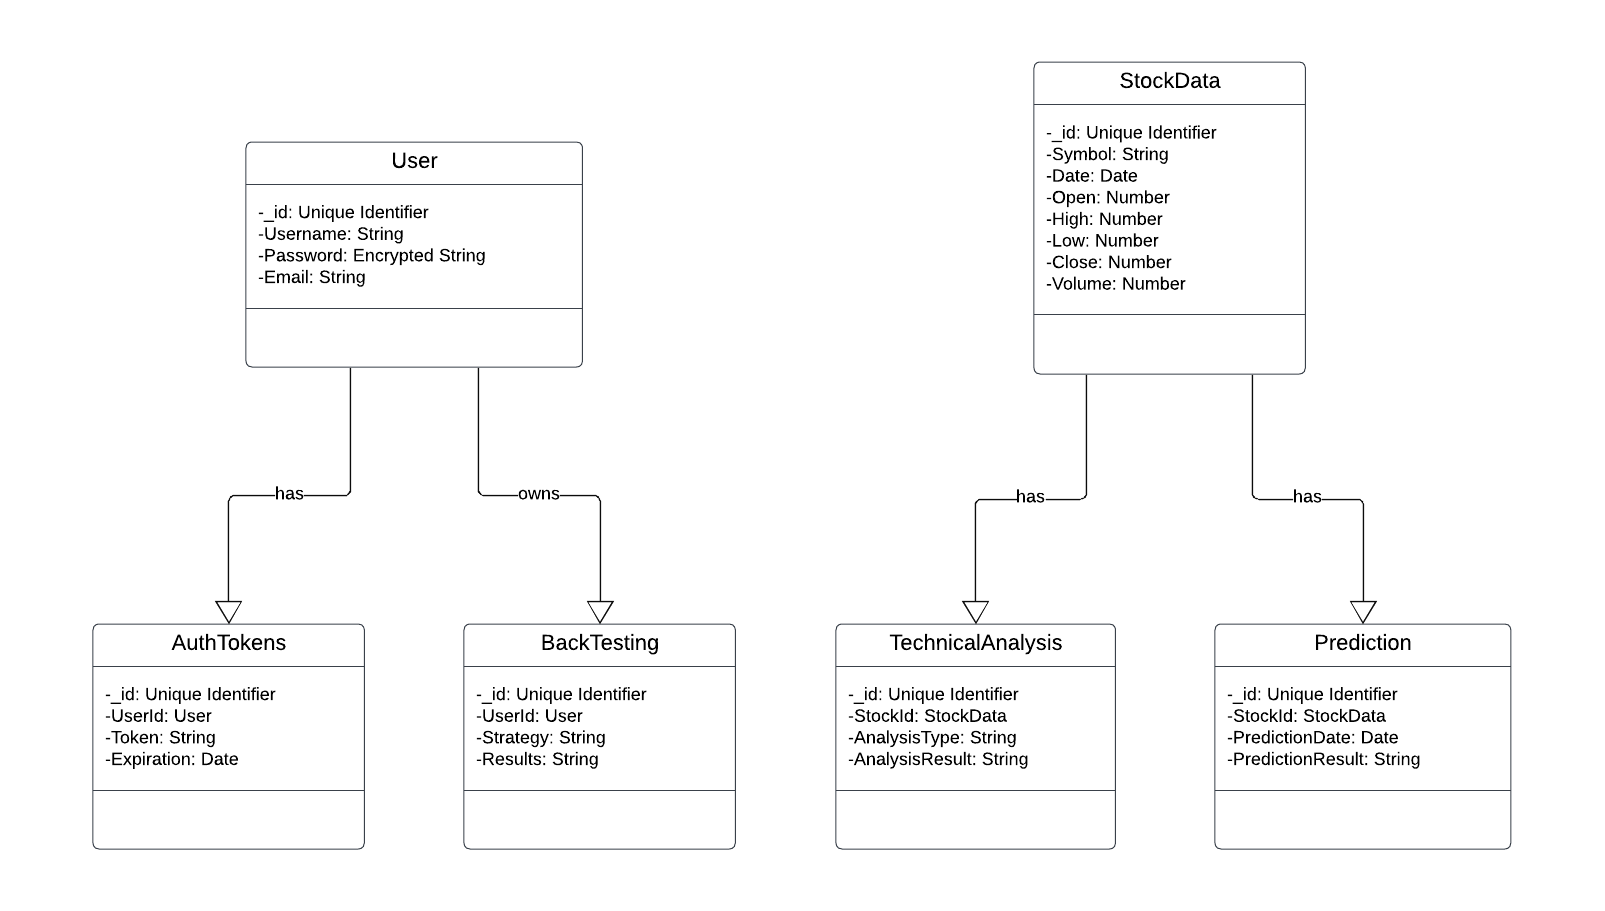 StockData
-_id: Unique Identifier
-Symbol: String
-Date: Date
-Open: Number
-High: Number
-Low: Number
-Close: Number
-Volume: Number
User
-_id: Unique Identifier
-Username: String
-Password: Encrypted String
-Email: String
has
owns
has
has
AuthTokens
-_id: Unique Identifier
-UserId: User
-Token: String
-Expiration: Date
BackTesting
-_id: Unique Identifier
-UserId: User
-Strategy: String
-Results: String
TechnicalAnalysis
-_id: Unique Identifier
-StockId: StockData
-AnalysisType: String
-AnalysisResult: String
Prediction
-_id: Unique Identifier
-StockId: StockData
-PredictionDate: Date
-PredictionResult: String